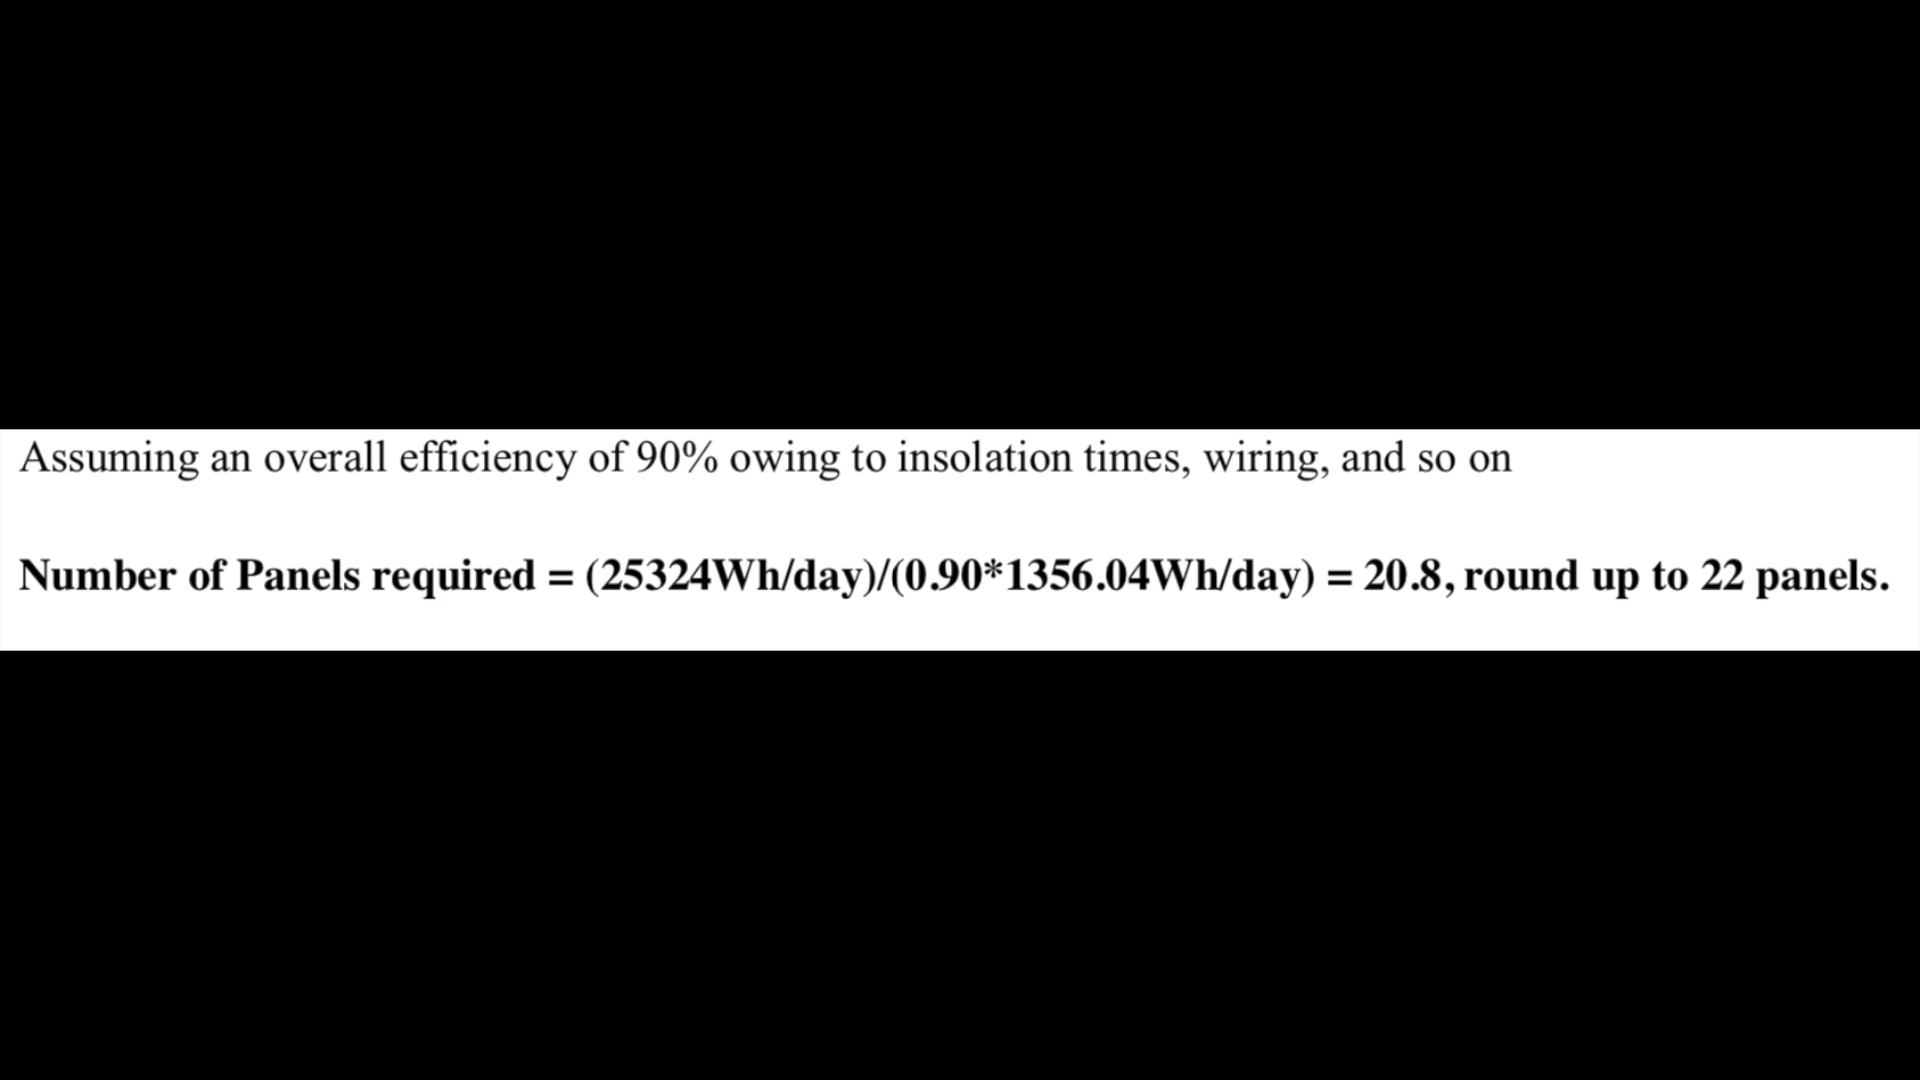 Assuming an overall efficiency of 90% owing to insolation times, wiring, and so on
Number of Panels required = (25324Wh/day)/(0.90*1356.04Wh/day) = 20.8, round up to 22 panels.